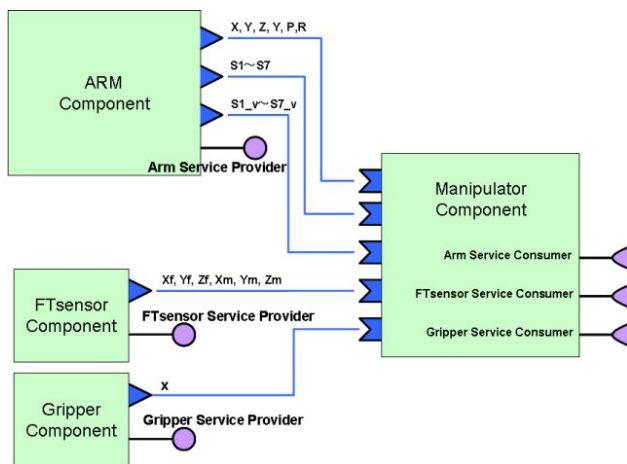 X, Y, Z, Y, P,R
ARM
Component
S1～S7
S1_v～S7_v
Arm Service Provider
Manipulator
Component
Arm Service Consumer
FTsensor
Component
Xf, Yf, Zf, Xm, Ym, Zm
FTsensor Service Provider
FTsensor Service Consumer
Gripper Service Consumer
X
Gripper
Component
Gripper Service Provider